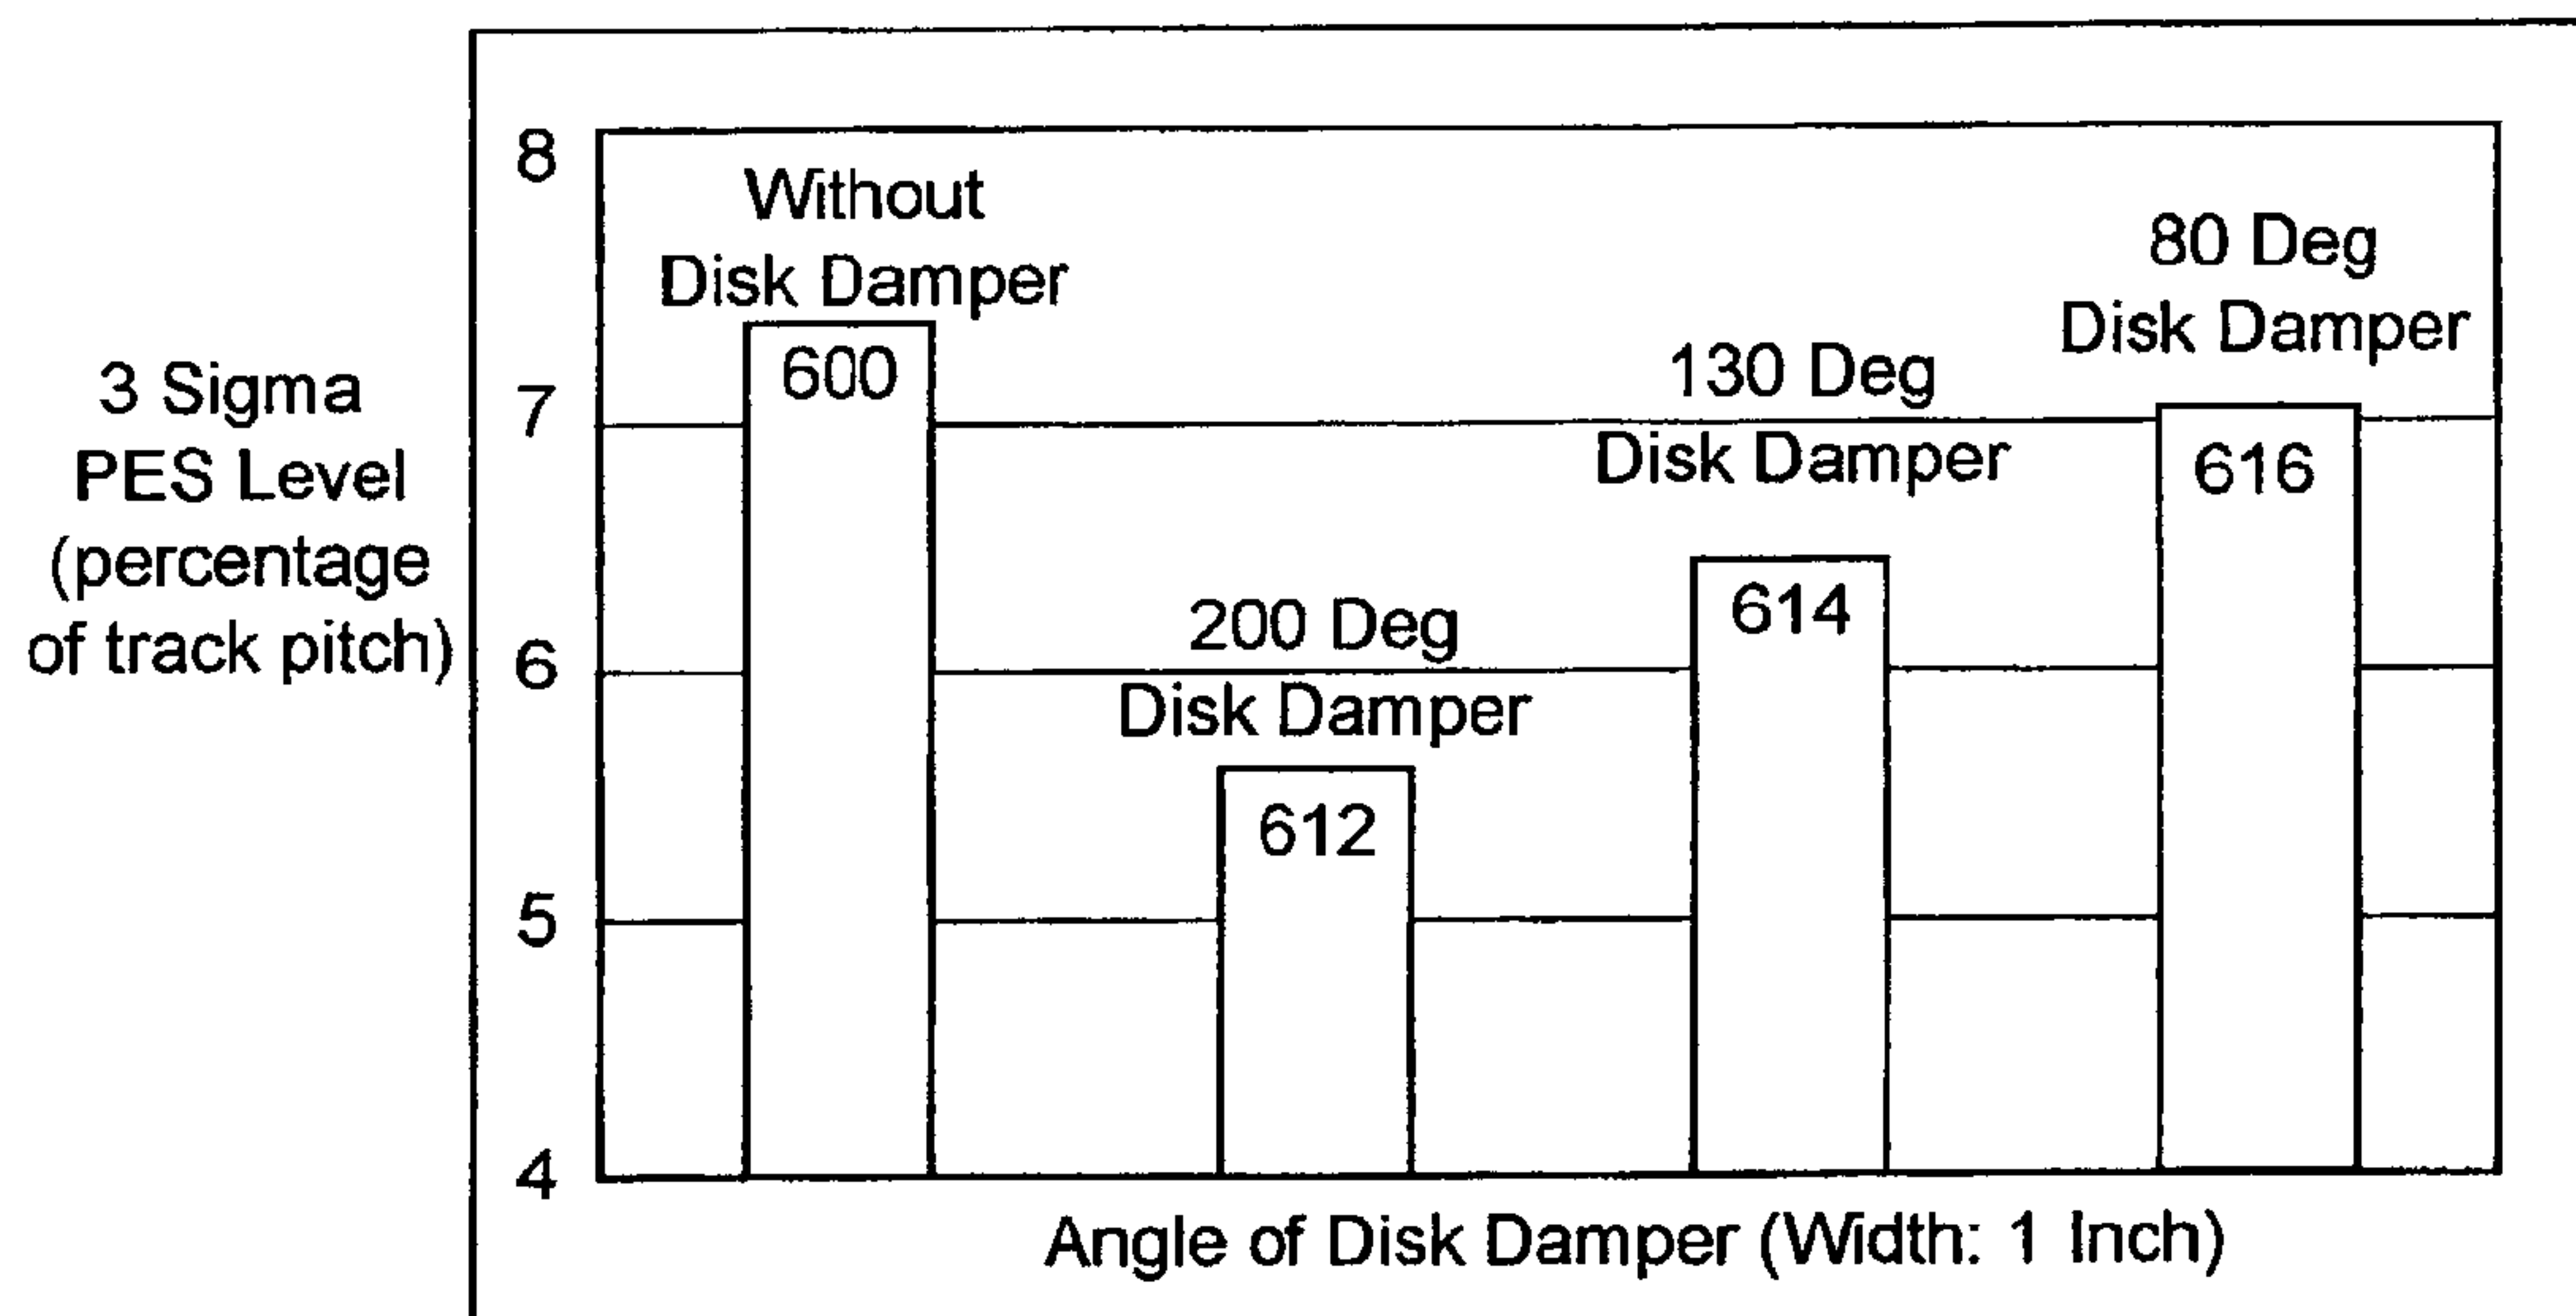 8
Without
Disk Damper
80 Deg
Disk Damper
600
130 Deg
Disk Damper
3 Sigma
PES Level
(percentage
of track pitch)
7
616
614
200 Deg
Disk Damper
6
612
5
4
Angle of Disk Damper (Width: 1 Inch)